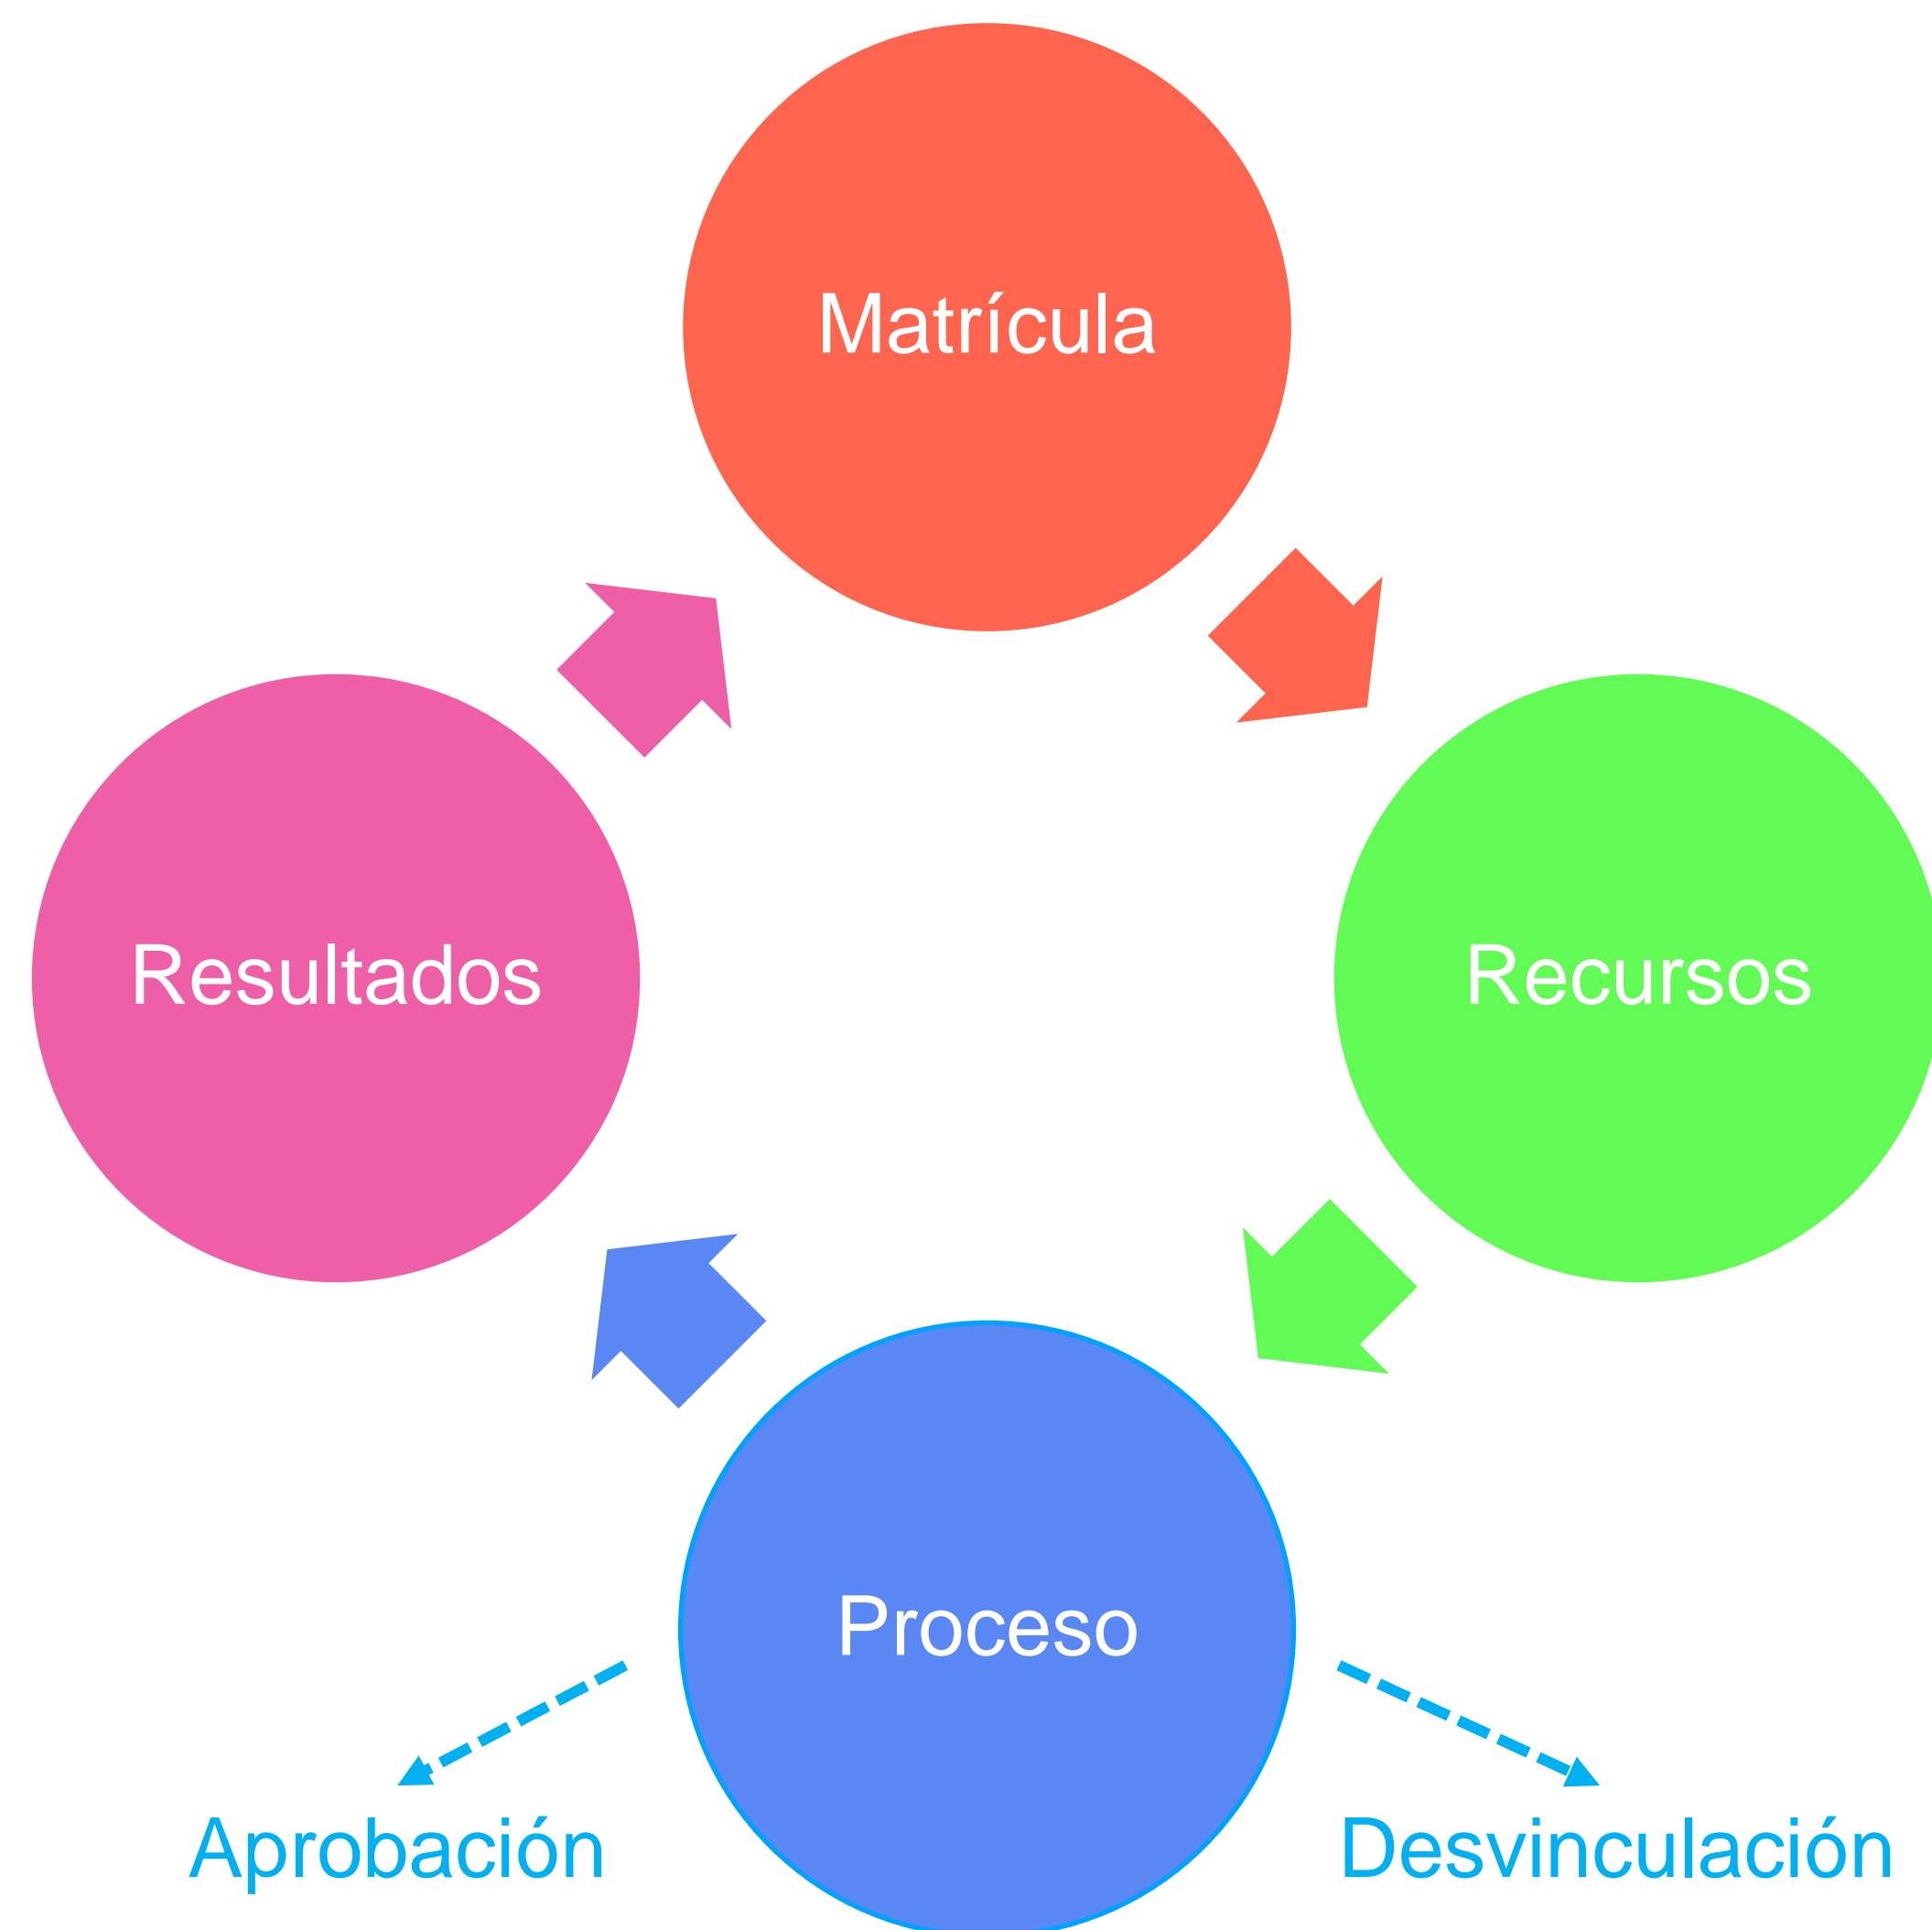 Matrícula
Resultados
Recursos
Proceso
Aprobación
Desvinculación